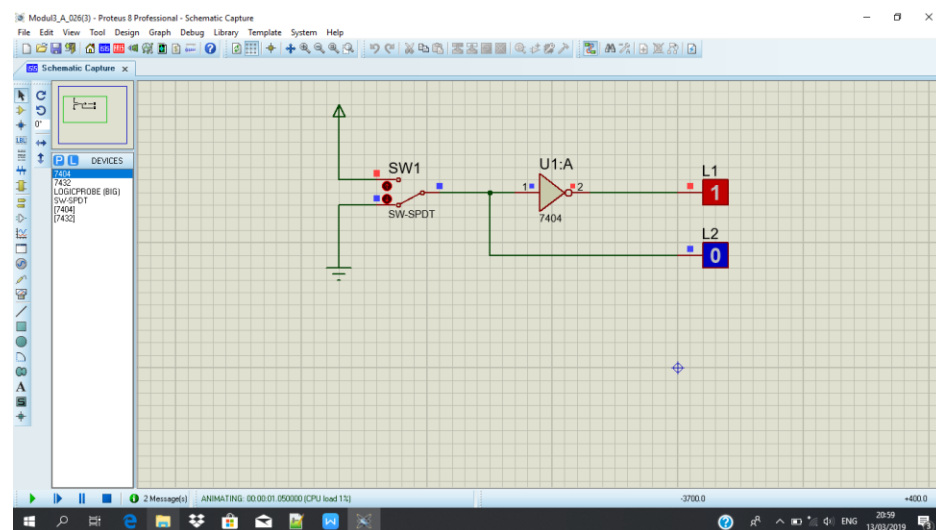 Modul3_A_026(3) - Proteus 8 Professional - Schematic Capture
File Edit View Tool Design Graph Debug Library Template System Help
Schematic Capture x
0°
P L DEVICES
7404
7432
LOGICPROBE (BIG)
SW-SPDT
[7404]
[7432]
SW1
SW-SPDT
U1:A
1
2
7404
L1
1
L2
0
2 Message(s)
ANIMATING: 00:00:01.050000 (CPU load 1%)
-3700.0
+400.0
ENG
20:59
13/03/2019